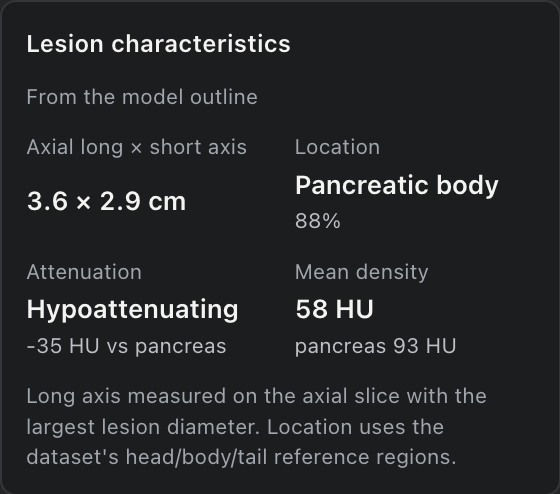 Lesion characteristics
From the model outline
Axial long × short axis
Location
3.6 × 2.9 cm
Pancreatic body
88%
Attenuation
Mean density
Hypoattenuating
58 HU
-35 HU vs pancreas
pancreas 93 HU
Long axis measured on the axial slice with the
largest lesion diameter. Location uses the
dataset's head/body/tail reference regions.